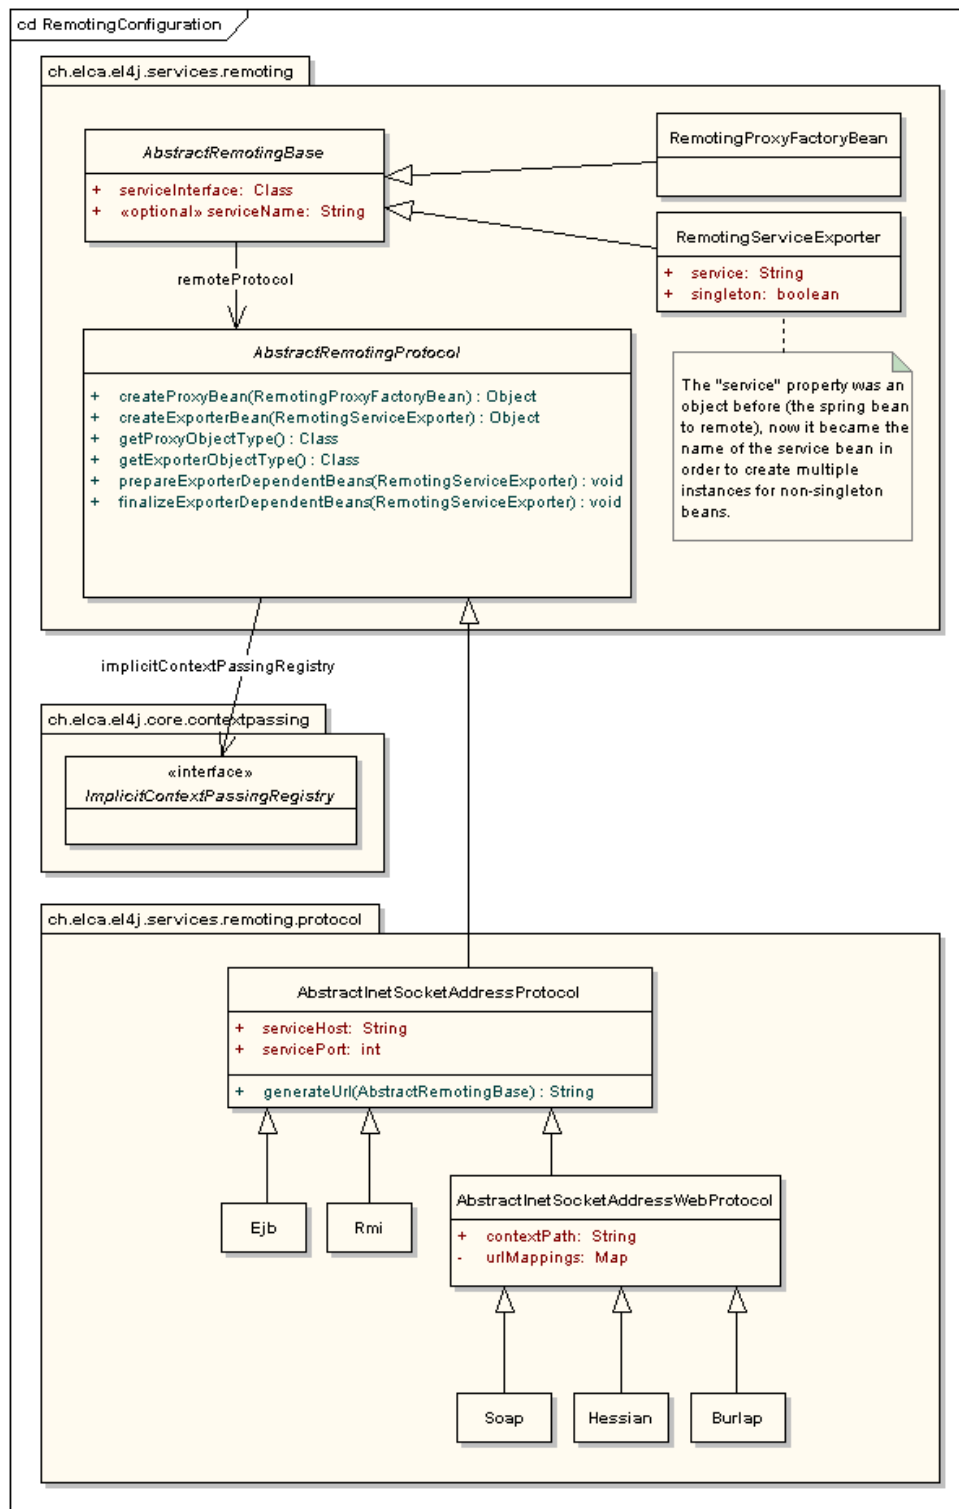 cd RemotingConfiguration
ch.elca.el4j.services.remoting
AbstractRemotingBase
+ serviceInterface: Class
+ «optional» serviceName: String
RemotingProxyFactoryBean
RemotingServiceExporter
+ service: String
+ singleton: boolean
remoteProtocol
AbstractRemotingProtocol
+ createProxyBean(RemotingProxyFactoryBean) : Object
+ createExporterBean(RemotingServiceExporter) : Object
+ getProxyObjectType() : Class
+ getExporterObjectType() : Class
+ prepareExporterDependentBeans(RemotingServiceExporter) : void
+ finalizeExporterDependentBeans(RemotingServiceExporter) : void
The "service" property was an
object before (the spring bean
to remote), now it became the
name of the service bean in
order to create multiple
instances for non-singleton
beans.
implicitContextPassingRegistry
ch.elca.el4j.core.contextpassing
«interface»
ImplicitContextPassingRegistry
ch.elca.el4j.services.remoting.protocol
AbstractInetSocketAddressProtocol
+ serviceHost: String
+ servicePort: int
+ generateUrl(AbstractRemotingBase) : String
Ejb
Rmi
AbstractInetSocketAddressWebProtocol
+ contextPath: String
- urlMappings: Map
Soap
Hessian
Burlap